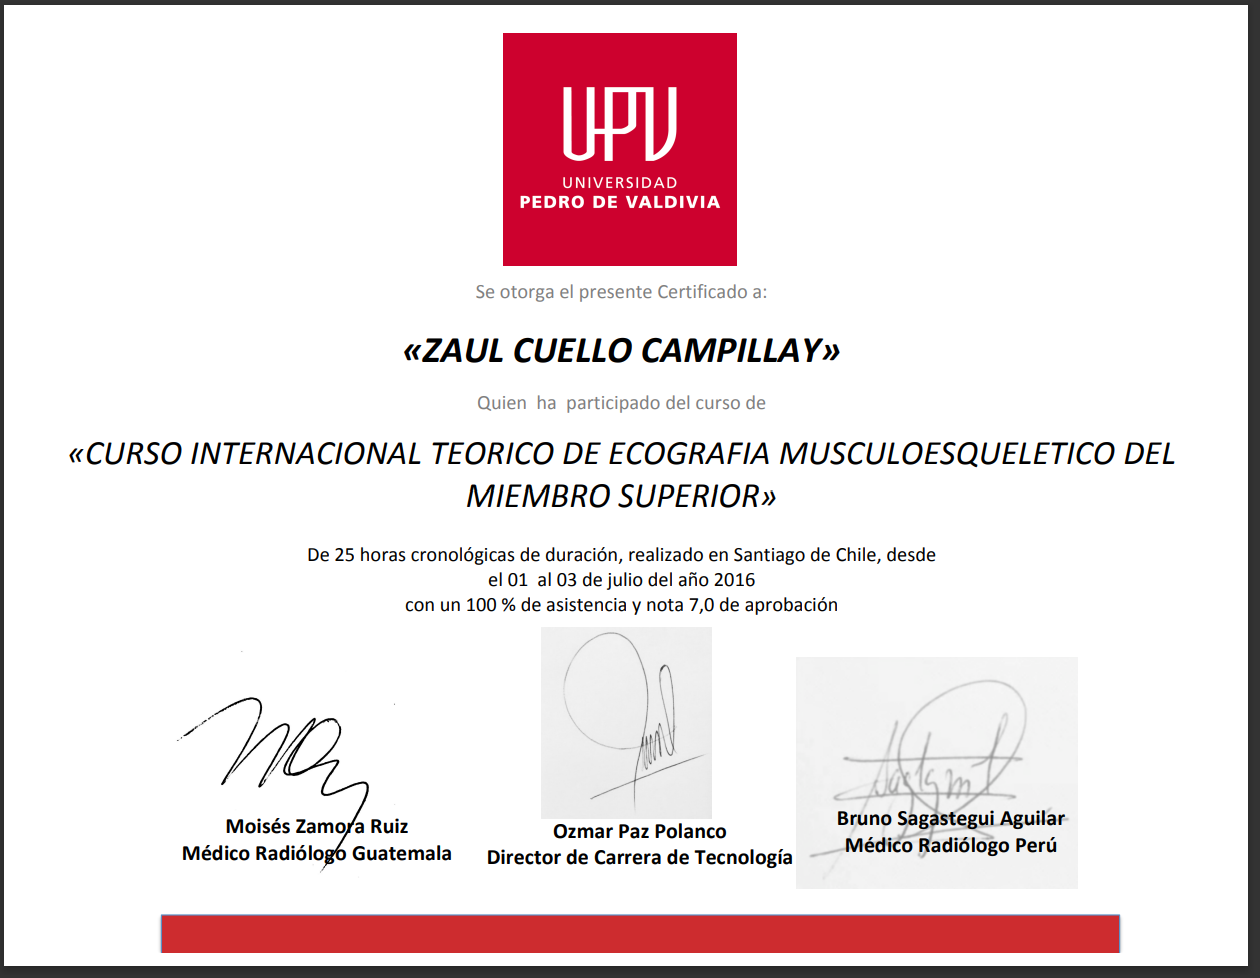 UPV
UNIVERSIDAD
PEDRO DE VALDIVIA
Se otorga el presente Certificado a:
«ZAUL CUELLO CAMPILLAY»
Quien ha participado del curso de
«CURSO INTERNACIONAL TEORICO DE ECOGRAFIA MUSCULOESQUELETICO DEL
MIEMBRO SUPERIOR»
De 25 horas cronológicas de duración, realizado en Santiago de Chile, desde
el 01 al 03 de julio del año 2016
con un 100 % de asistencia y nota 7,0 de aprobación
Moisés Zamora Ruiz
Médico Radiólogo Guatemala
Ozmar Paz Polanco
Director de Carrera de Tecnología
Bruno Sagastegui Aguilar
Médico Radiólogo Perú